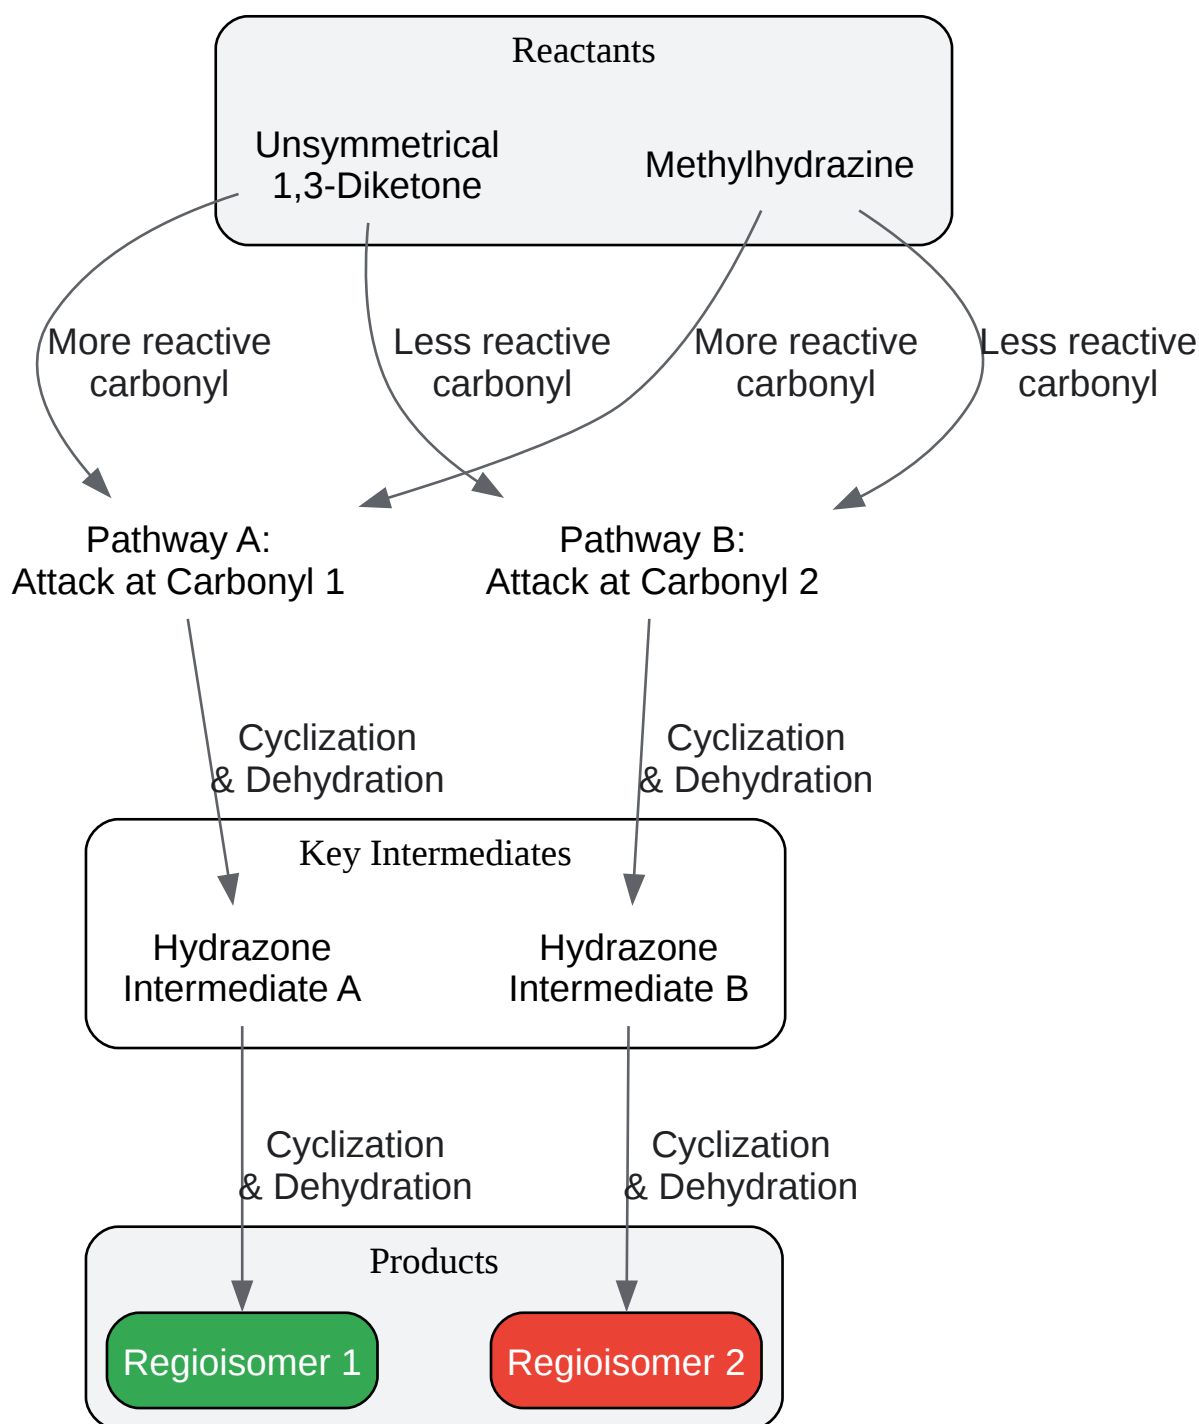 Reactants
Unsymmetrical
1,3-Diketone
Methylhydrazine
More reactive
carbonyl
Less reactive
carbonyl
More reactive
carbonyl
Less reactive
carbonyl
Pathway A:
Attack at Carbonyl 1
Pathway B:
Attack at Carbonyl 2
Cyclization
& Dehydration
Cyclization
& Dehydration
Key Intermediates
Hydrazone
Intermediate A
Hydrazone
Intermediate B
Cyclization
& Dehydration
Cyclization
& Dehydration
Products
Regioisomer 1
Regioisomer 2